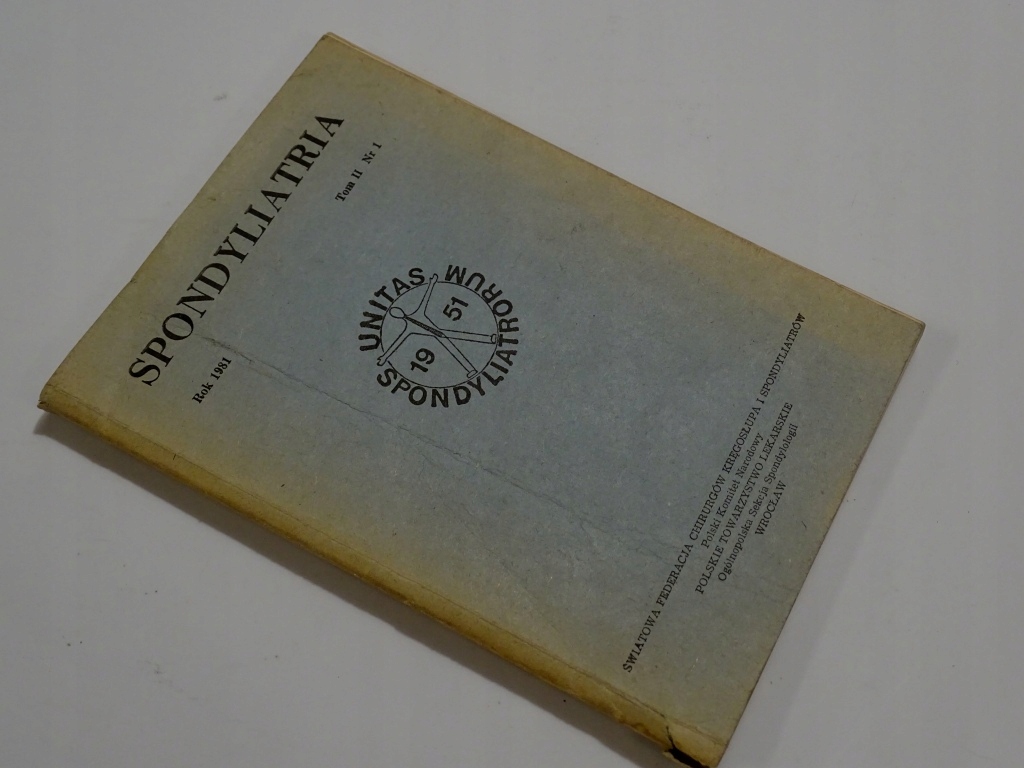 SPONDYLIATRIA
Rok 1981 Tom II Nr 1
UNITAS SPONDYLIATRORUM
19 51
ŚWIATOWA FEDERACJA CHIRURGÓW KRĘGOSŁUPA I SPONDYLIATRÓW
Polski Komitet Narodowy
POLSKIE TOWARZYSTWO LEKARSKIE
Ogólnopolska Sekcja Spondylologii
WROCŁAW